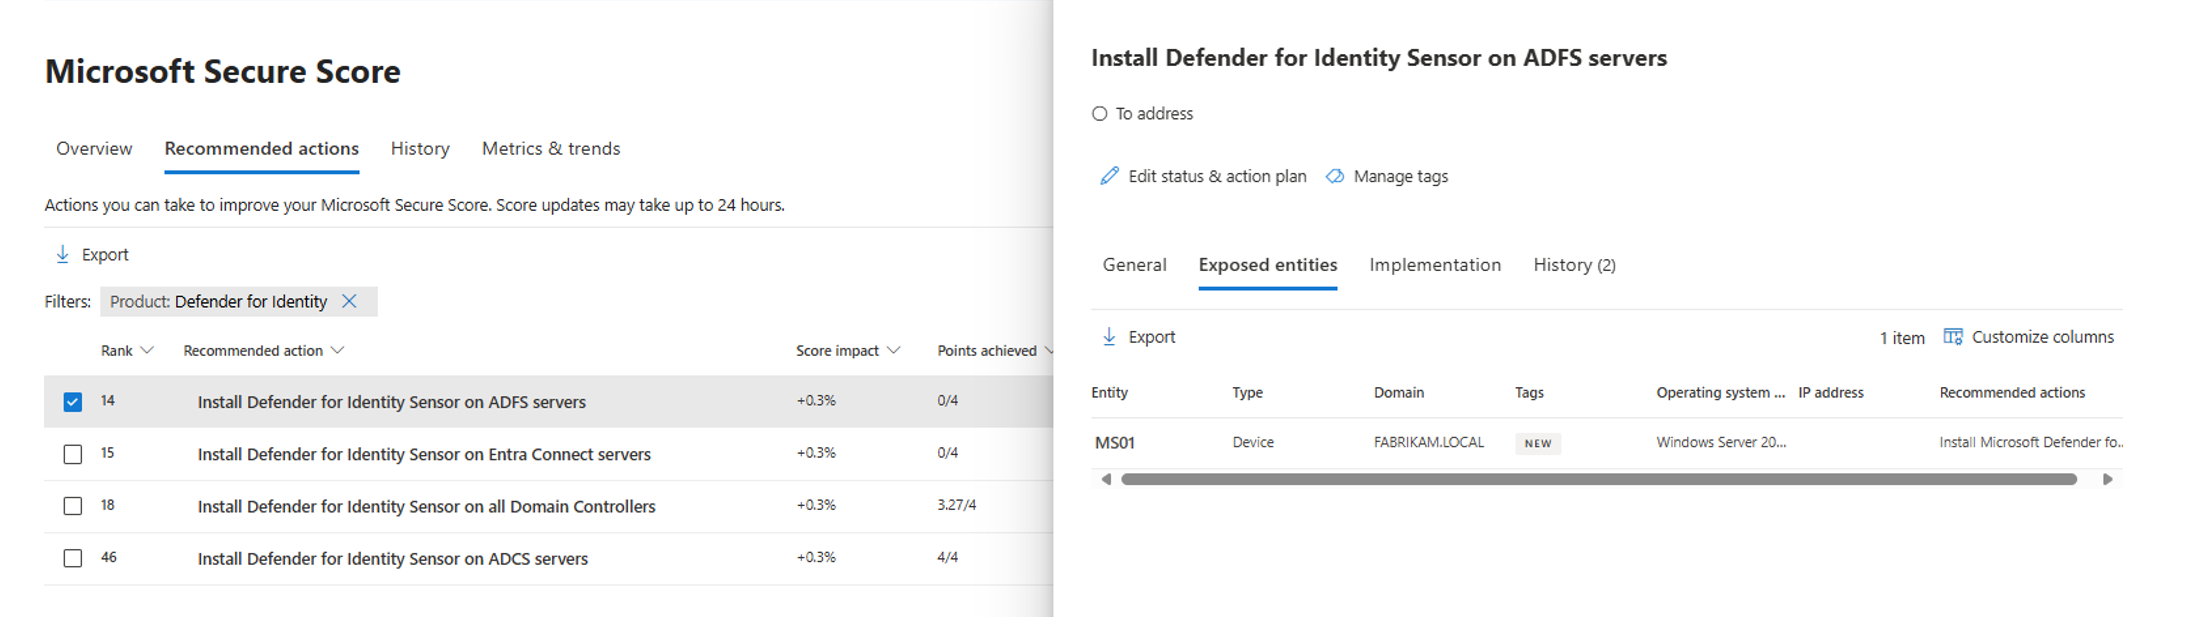 Microsoft Secure Score
Overview Recommended actions History Metrics & trends
Actions you can take to improve your Microsoft Secure Score. Score updates may take up to 24 hours.
Export
Filters: Product: Defender for Identity
Rank Recommended action Score impact Points achieved
14 Install Defender for Identity Sensor on ADFS servers +0.3% 0/4
15 Install Defender for Identity Sensor on Entra Connect servers +0.3% 0/4
18 Install Defender for Identity Sensor on all Domain Controllers +0.3% 3.27/4
46 Install Defender for Identity Sensor on ADCS servers +0.3% 4/4
Install Defender for Identity Sensor on ADFS servers
To address
Edit status & action plan Manage tags
General Exposed entities Implementation History (2)
Export 1 item Customize columns
Entity Type Domain Tags Operating system ... IP address Recommended actions
MS01 Device FABRIKAM.LOCAL NEW Windows Server 20... Install Microsoft Defender fo..